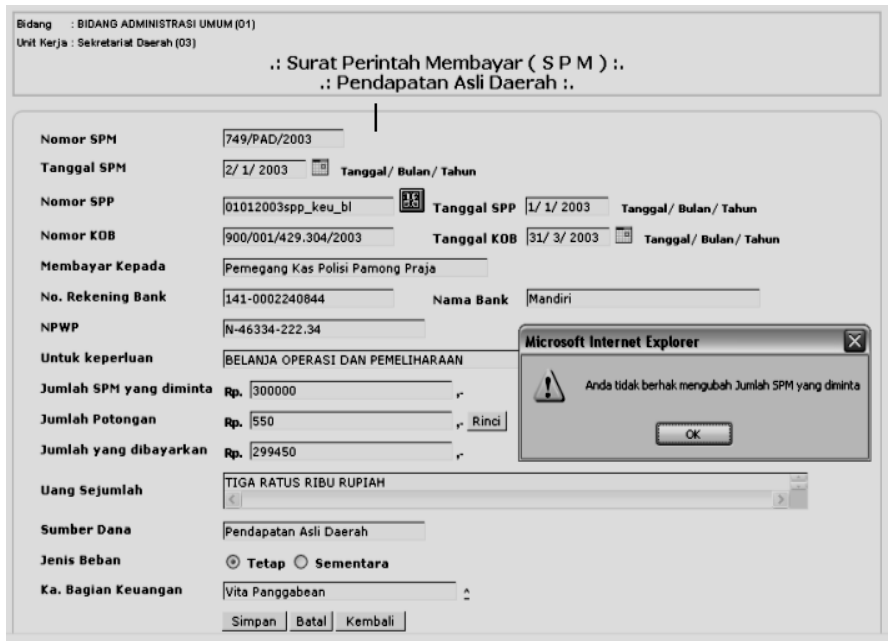 Bidang : BIDANG ADMINISTRASI UMUM (01)
Unit Kerja : Sekretariat Daerah (03)
.: Surat Perintah Membayar ( S P M ) :.
.: Pendapatan Asli Daerah :.
Nomor SPM 749/PAD/2003
Tanggal SPM 2/ 1/ 2003 Tanggal/ Bulan/ Tahun
Nomor SPP 01012003spp_keu_bl Tanggal SPP 1/ 1/ 2003 Tanggal/ Bulan/ Tahun
Nomor KOB 900/001/429.304/2003 Tanggal KOB 31/ 3/ 2003 Tanggal/ Bulan/ Tahun
Membayar Kepada Pemegang Kas Polisi Pamong Praja
No. Rekening Bank 141-0002240844 Nama Bank Mandiri
NPWP N-46334-222.34
Untuk keperluan BELANJA OPERASI DAN PEMELIHARAAN
Jumlah SPM yang diminta Rp. 300000 ,-
Jumlah Potongan Rp. 550 ,- Rinci
Jumlah yang dibayarkan Rp. 299450 ,-
Microsoft Internet Explorer
Anda tidak berhak mengubah Jumlah SPM yang diminta
OK
Uang Sejumlah TIGA RATUS RIBU RUPIAH
Sumber Dana Pendapatan Asli Daerah
Jenis Beban Tetap Sementara
Ka. Bagian Keuangan Vita Panggabean
Simpan Batal Kembali